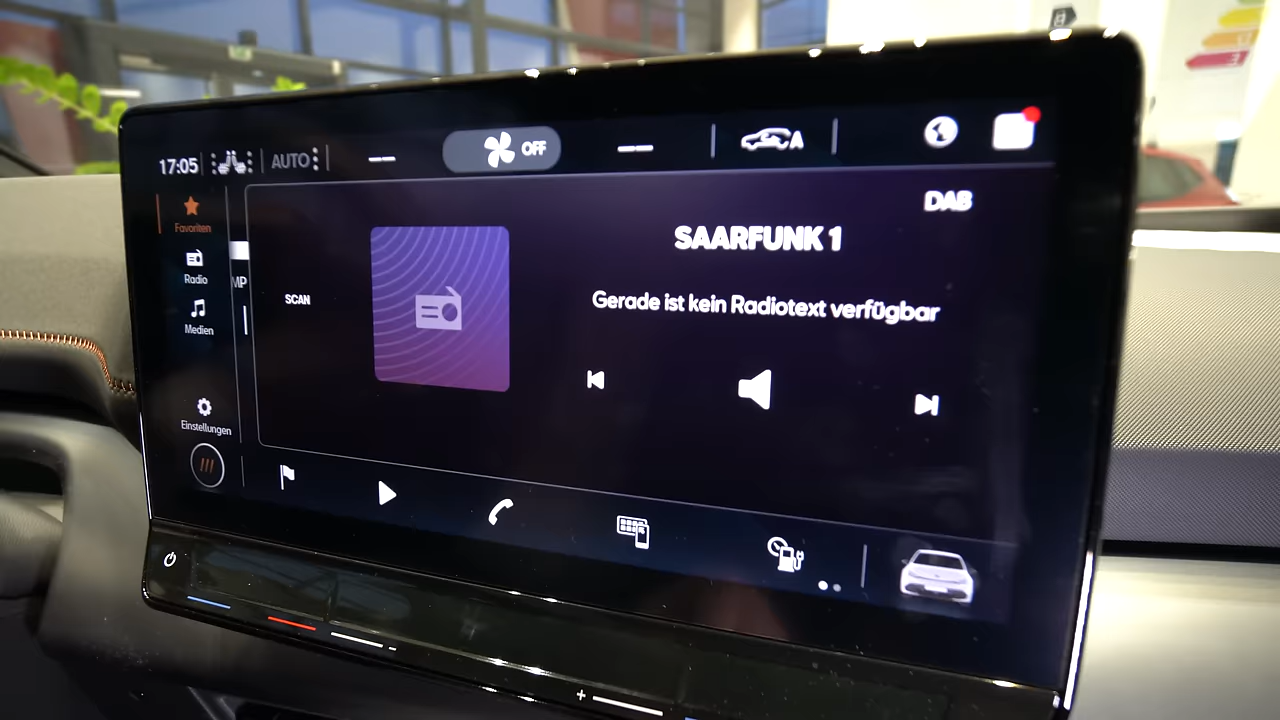 17:05
AUTO
OFF
A
Favoriten
Radio
Medien
Einstellungen
MP
SCAN
DAB
SAARFUNK 1
Gerade ist kein Radiotext verfügbar